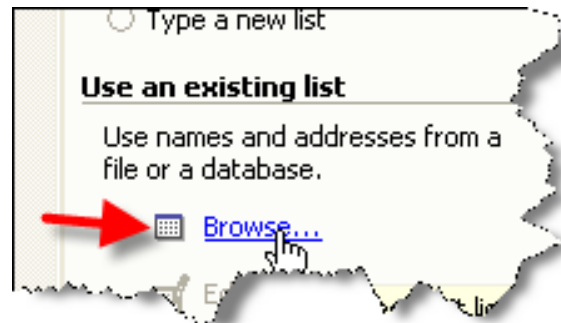 Type a new list
Use an existing list
Use names and addresses from a
file or a database.
Browse...